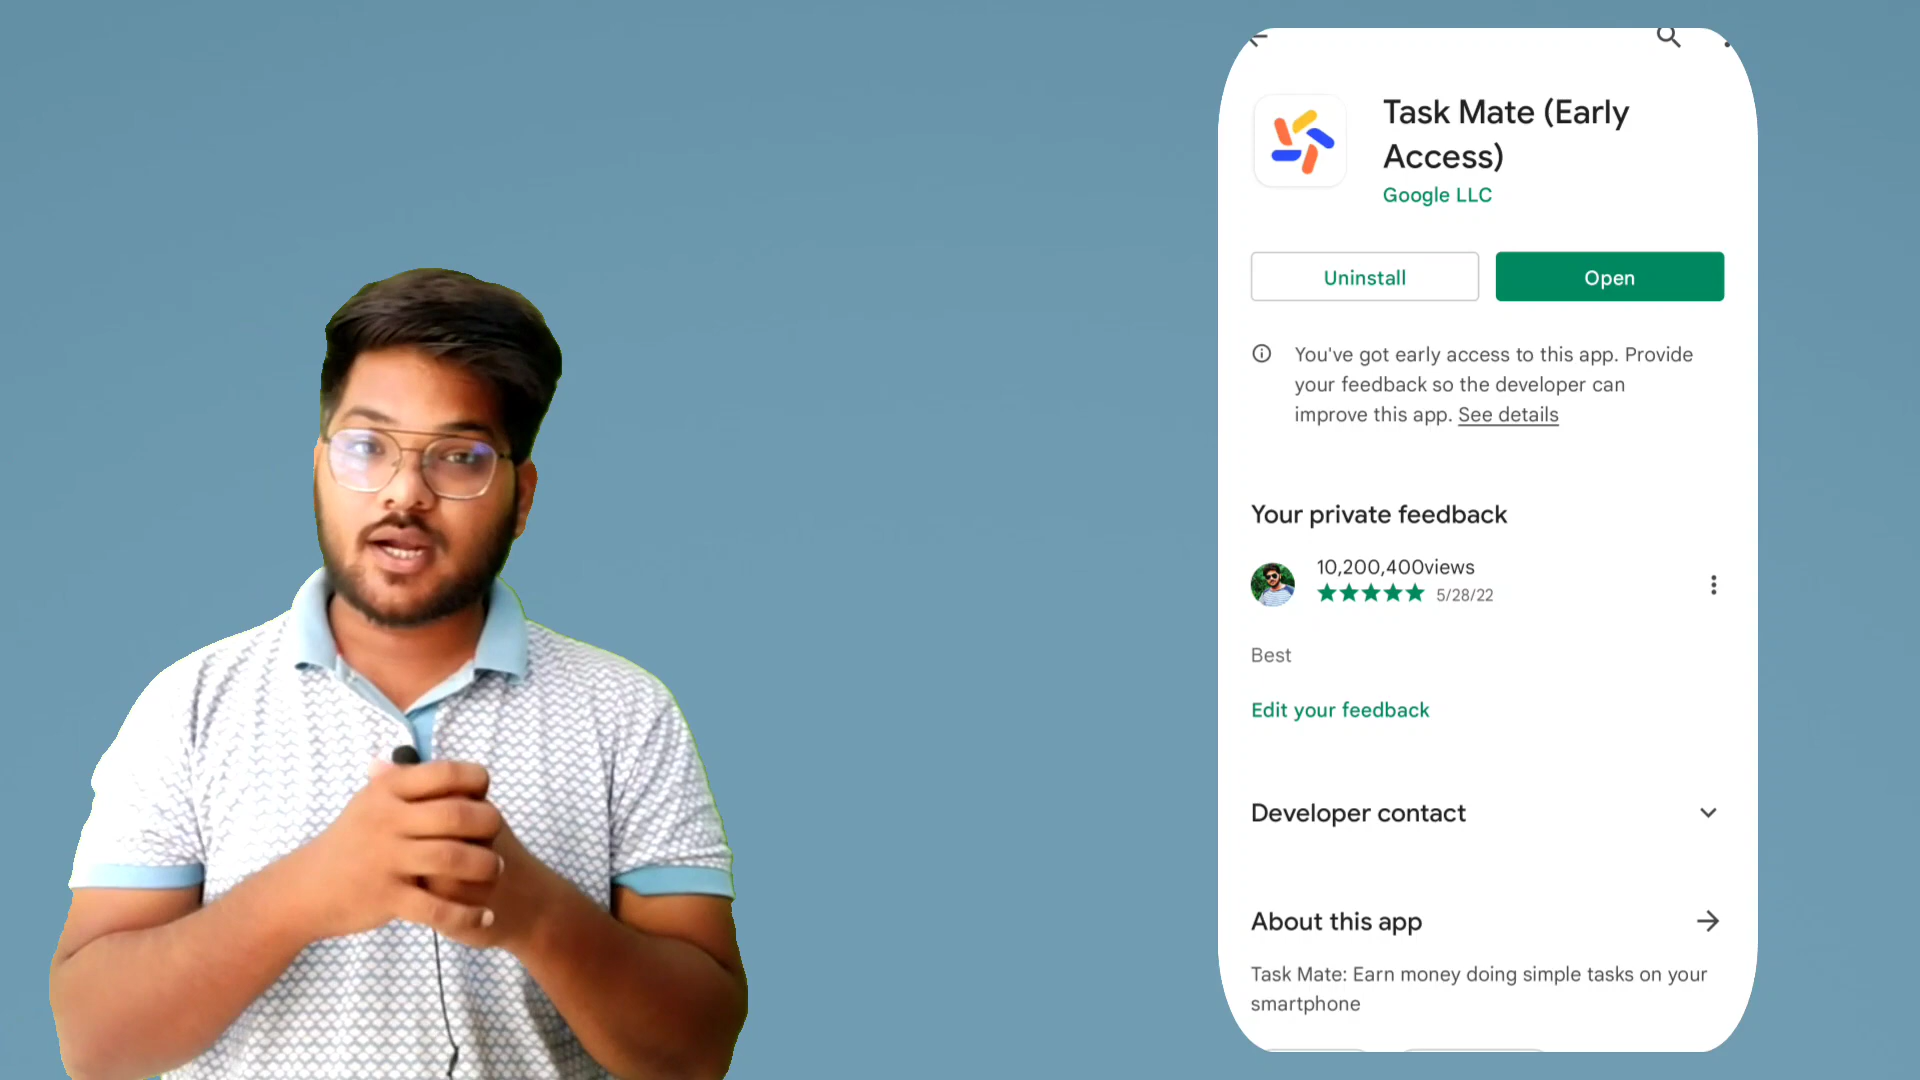 Task Mate (Early
Access)
Google LLC
Uninstall
Open
You've got early access to this app. Provide
your feedback so the developer can
improve this app. See details
Your private feedback
10,200,400views
5/28/22
Best
Edit your feedback
Developer contact
About this app
Task Mate: Earn money doing simple tasks on your
smartphone